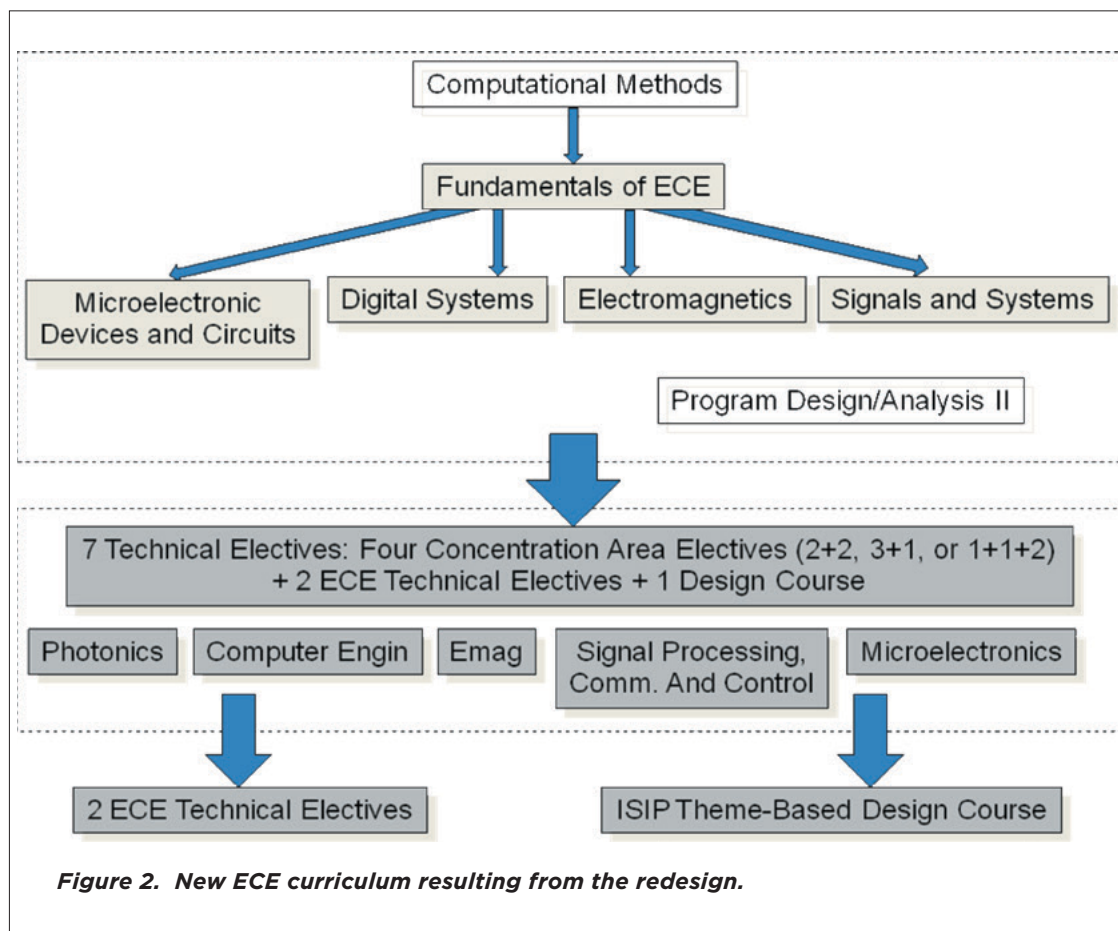 Computational Methods
Fundamentals of ECE
Microelectronic
Devices and Circuits
Digital Systems
Electromagnetics
Signals and Systems
Program Design/Analysis II
7 Technical Electives: Four Concentration Area Electives (2+2, 3+1, or 1+1+2)
+ 2 ECE Technical Electives + 1 Design Course
Photonics
Computer Engin
Emag
Signal Processing,
Comm. And Control
Microelectronics
2 ECE Technical Electives
ISIP Theme-Based Design Course
Figure 2. New ECE curriculum resulting from the redesign.